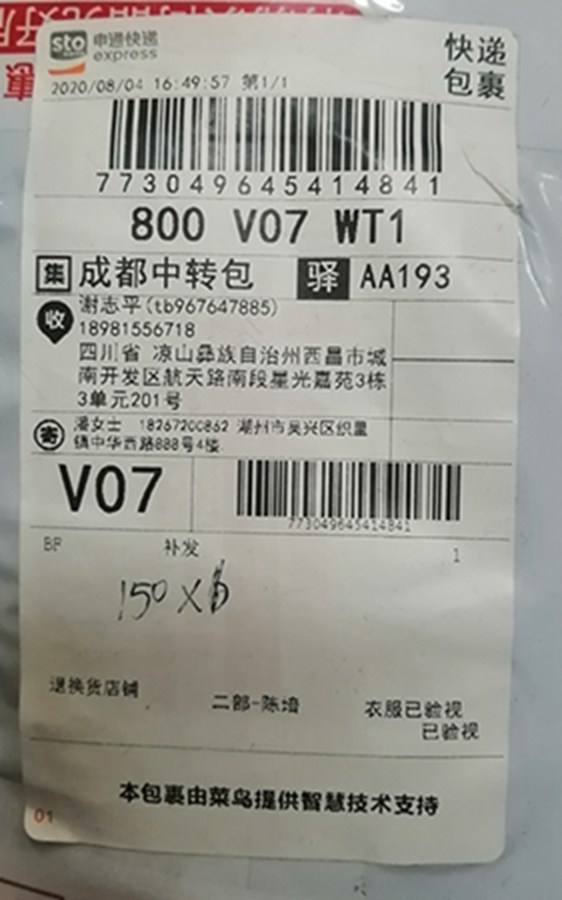 sto 申通快递
express
快递
包裹
2020/08/04 16:49:57 第1/1
773049645414841
800 V07 WT1
集 成都中转包 驿 AA193
收 谢志平(tb967647885)
18981556718
四川省 凉山彝族自治州西昌市城
南开发区航天路南段星光嘉苑3栋
3单元201号
寄 潘女士 18267200862 湖州市吴兴区织里
镇中华西路888号4楼
V07
773049645414841
BF 补发 1
150X6
退换货店铺
二部-陈培
衣服已验视
已验视
本包裹由菜鸟提供智慧技术支持
01